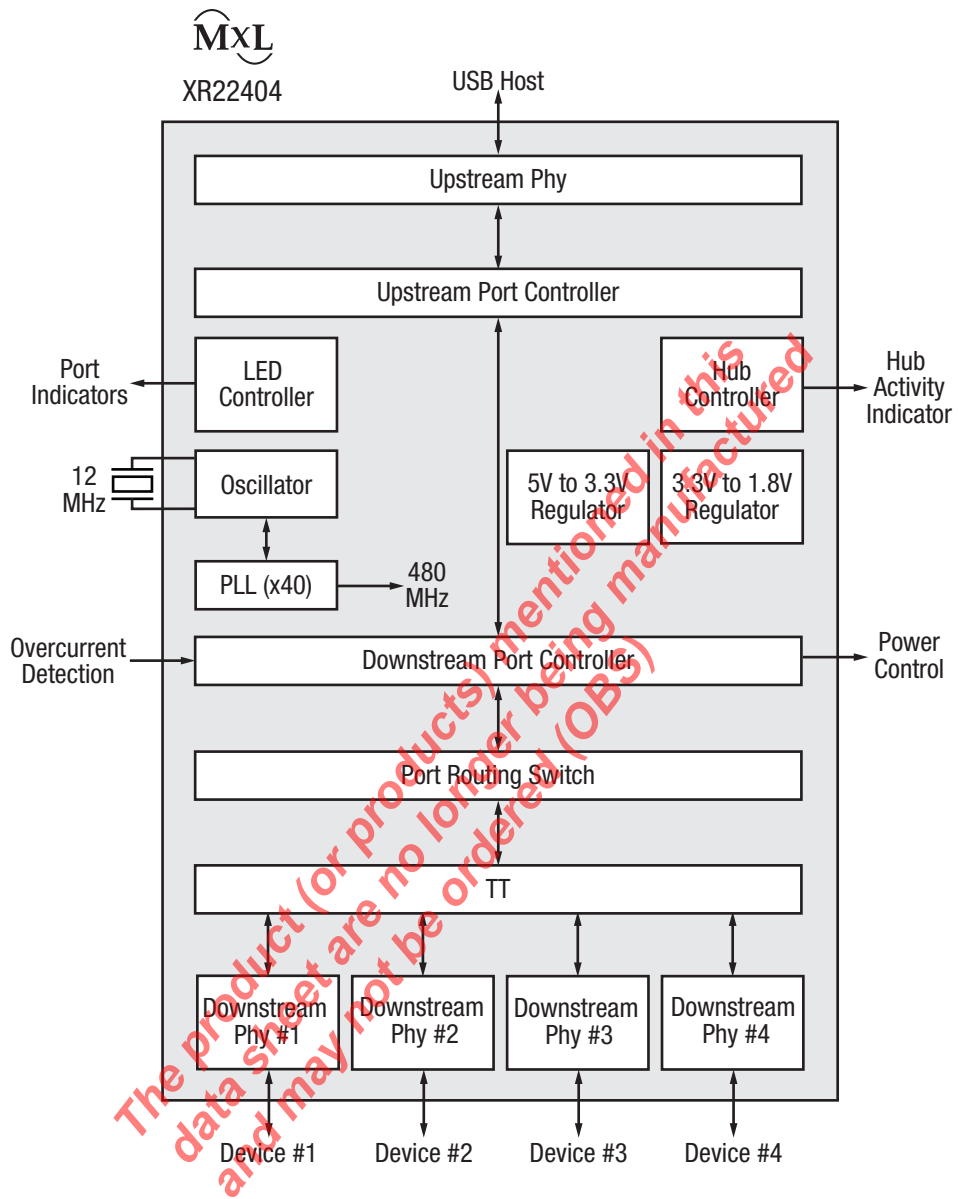 MxL
XR22404
USB Host
Upstream Phy
Upstream Port Controller
Port
Indicators
LED
Controller
Hub
Controller
Hub
Activity
Indicator
12
MHz
Oscillator
5V to 3.3V
Regulator
3.3V to 1.8V
Regulator
PLL (x40)
480
MHz
Overcurrent
Detection
Downstream Port Controller
Power
Control
Port Routing Switch
TT
Downstream
Phy #1
Downstream
Phy #2
Downstream
Phy #3
Downstream
Phy #4
Device #1
Device #2
Device #3
Device #4
The product (or products) mentioned in this
data sheet are no longer being manufactured
and may not be ordered (OBS)